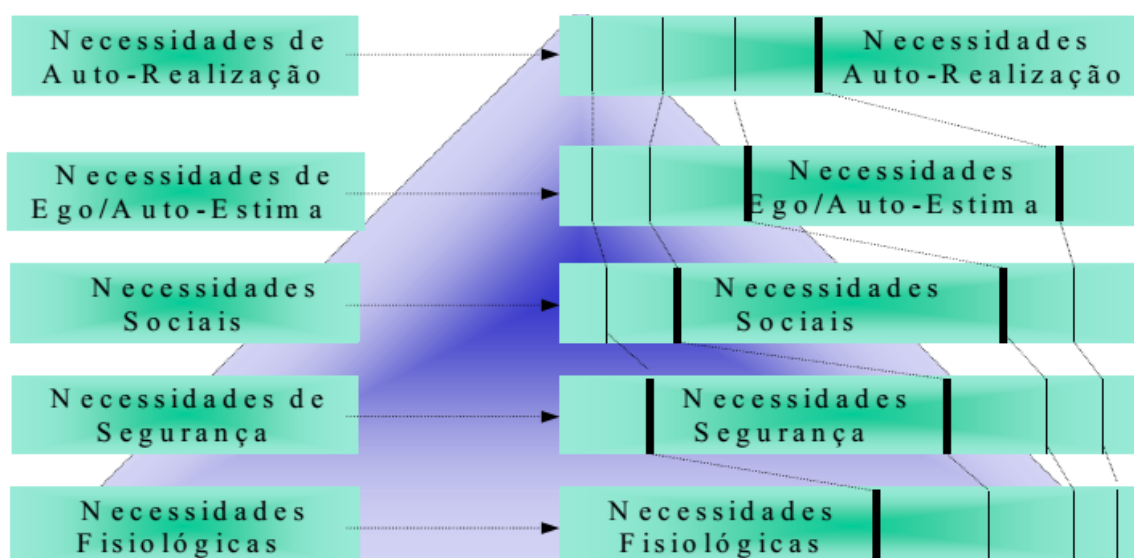 Necessidades de
Auto-Realização
Necessidades
Auto-Realização
Necessidades de
Ego/Auto-Estima
Necessidades
Ego/Auto-Estima
Necessidades
Sociais
Necessidades
Sociais
Necessidades de
Segurança
Necessidades
Segurança
Necessidades
Fisiológicas
Necessidades
Fisiológicas